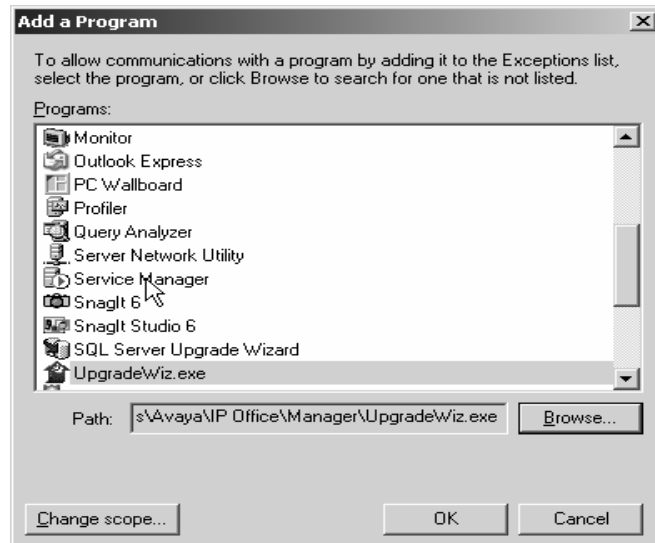 Add a Program
To allow communications with a program by adding it to the Exceptions list,
select the program, or click Browse to search for one that is not listed.
Programs:
Monitor
Outlook Express
PC Wallboard
Profiler
Query Analyzer
Server Network Utility
Service Manager
SnagIt 6
SnagIt Studio 6
SQL Server Upgrade Wizard
UpgradeWiz.exe
Path: s\Avaya\IP Office\Manager\UpgradeWiz.exe Browse...
Change scope... OK Cancel